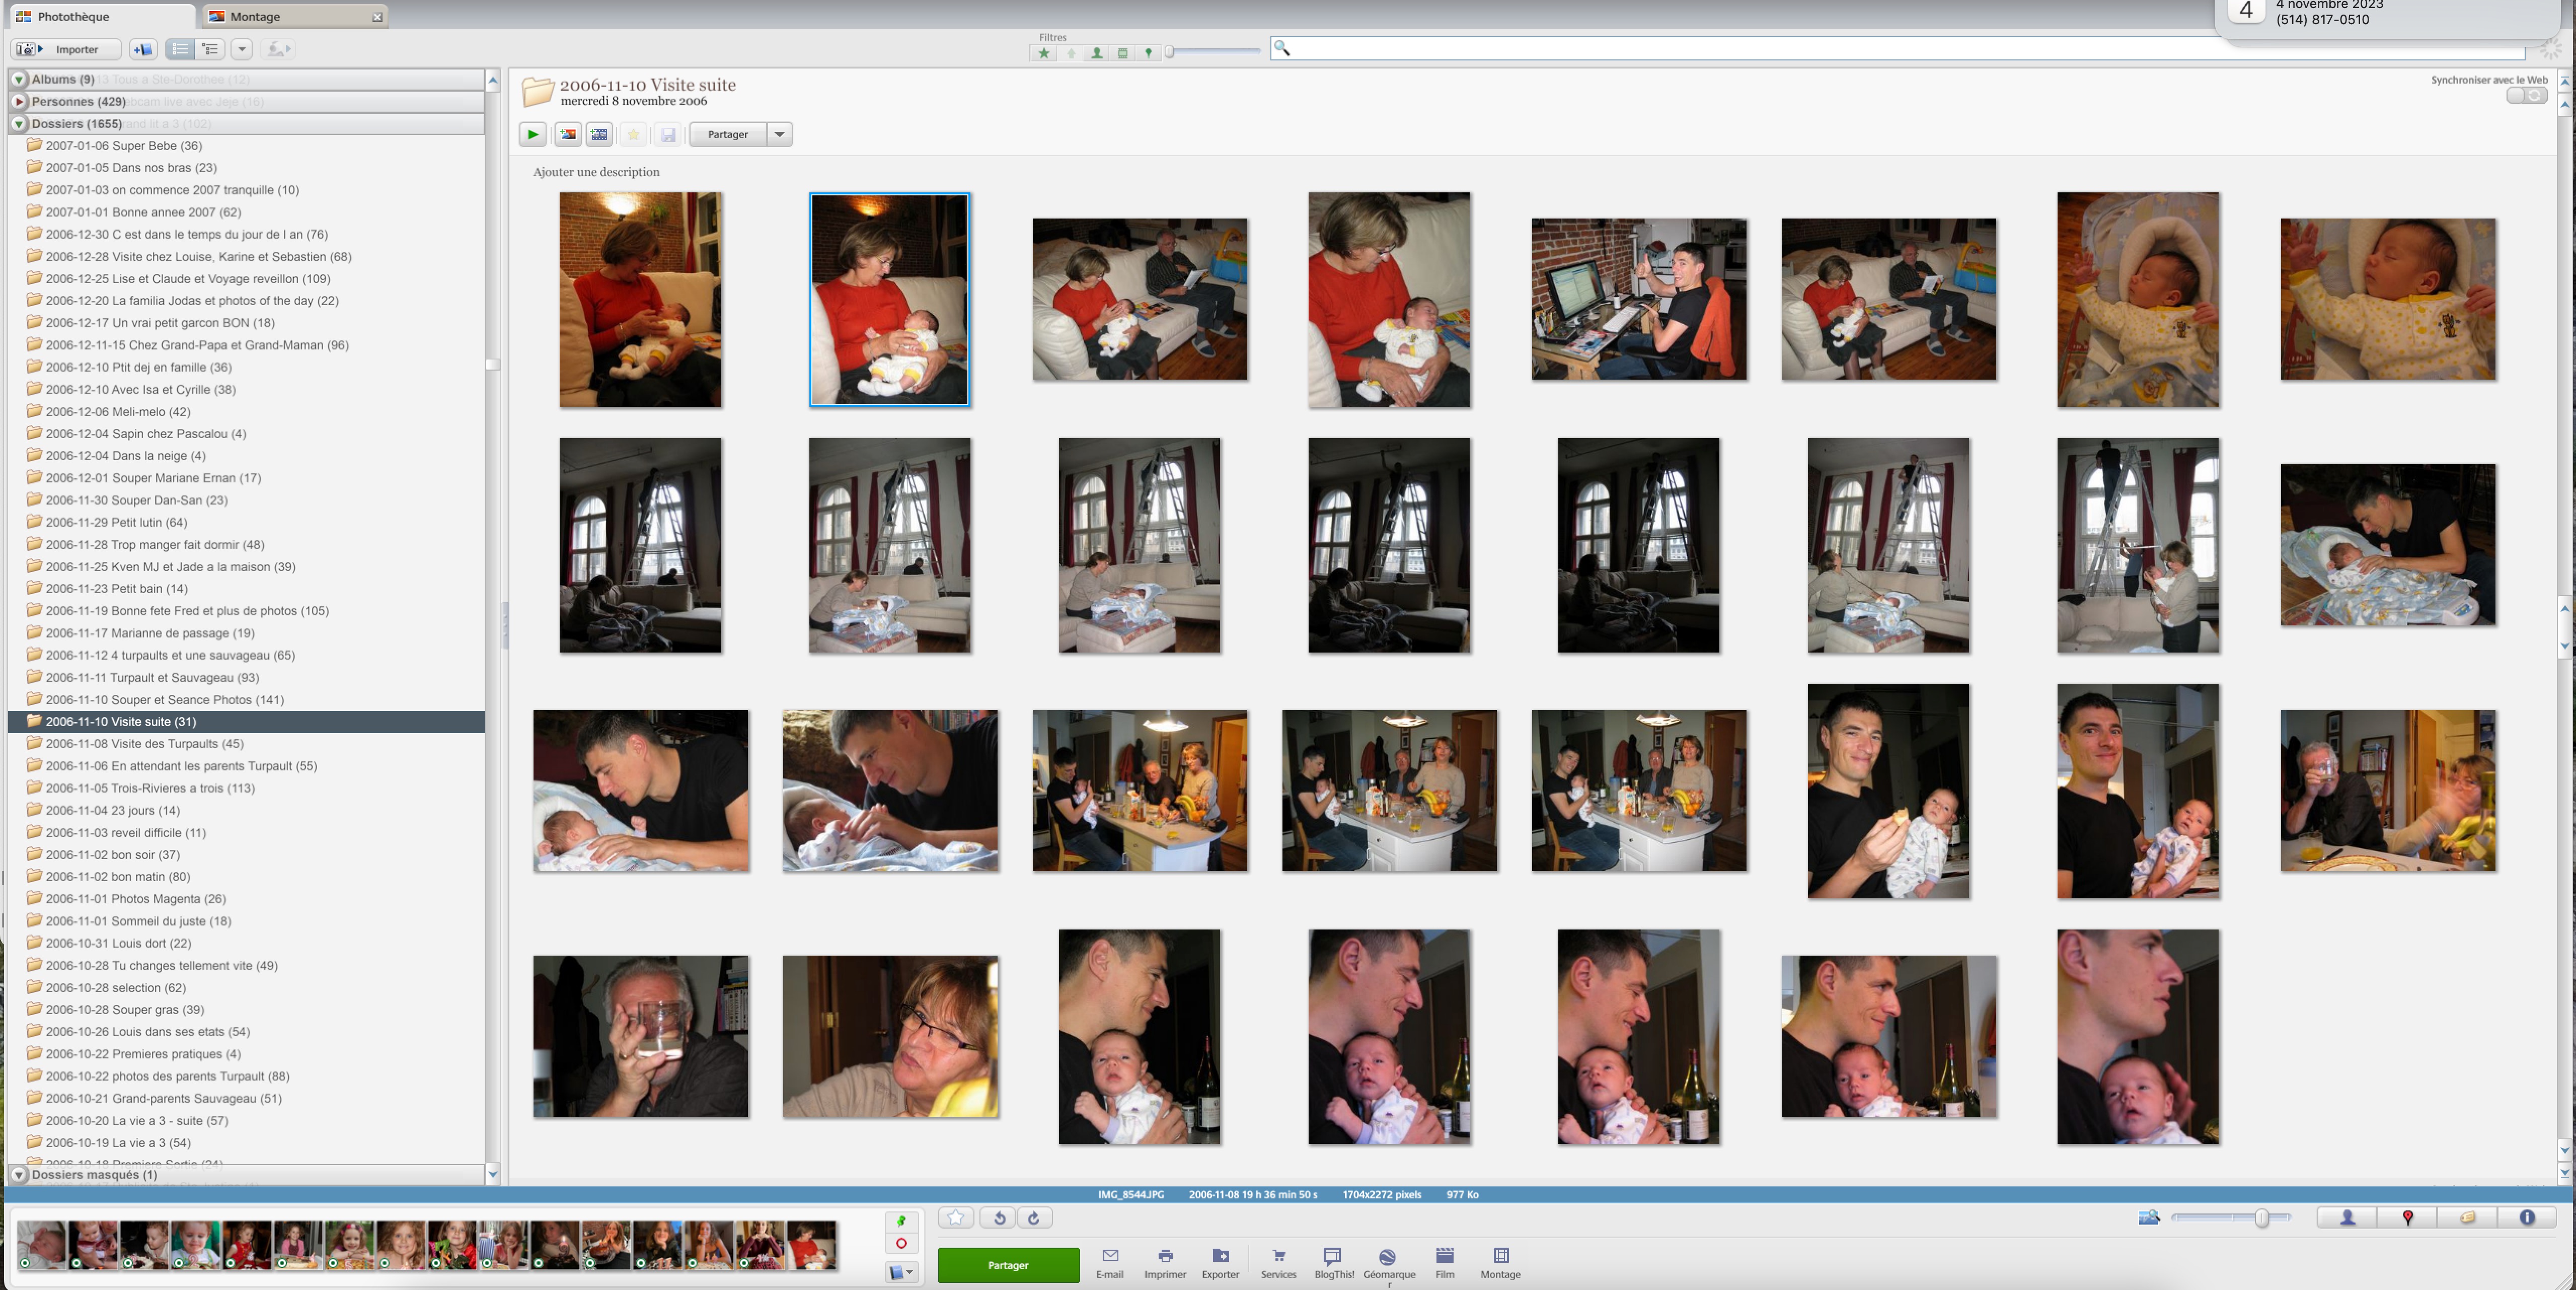 Photothèque
Montage
4
4 novembre 2023
(514) 817-0510
Importer
Filtres
Albums (9)
13 Tous a Ste-Dorothee (12)
Personnes (429)
bcam live avec Jeje (16)
Dossiers (1655)
rand lit a 3 (102)
2007-01-06 Super Bebe (36)
2007-01-05 Dans nos bras (23)
2007-01-03 on commence 2007 tranquille (10)
2007-01-01 Bonne annee 2007 (62)
2006-12-30 C est dans le temps du jour de l an (76)
2006-12-28 Visite chez Louise, Karine et Sebastien (68)
2006-12-25 Lise et Claude et Voyage reveillon (109)
2006-12-20 La familia Jodas et photos of the day (22)
2006-12-17 Un vrai petit garcon BON (18)
2006-12-11-15 Chez Grand-Papa et Grand-Maman (96)
2006-12-10 Ptit dej en famille (36)
2006-12-10 Avec Isa et Cyrille (38)
2006-12-06 Meli-melo (42)
2006-12-04 Sapin chez Pascalou (4)
2006-12-04 Dans la neige (4)
2006-12-01 Souper Mariane Ernan (17)
2006-11-30 Souper Dan-San (23)
2006-11-29 Petit lutin (64)
2006-11-28 Trop manger fait dormir (48)
2006-11-25 Kven MJ et Jade a la maison (39)
2006-11-23 Petit bain (14)
2006-11-19 Bonne fete Fred et plus de photos (105)
2006-11-17 Marianne de passage (19)
2006-11-12 4 turpaults et une sauvageau (65)
2006-11-11 Turpault et Sauvageau (93)
2006-11-10 Souper et Seance Photos (141)
2006-11-10 Visite suite (31)
2006-11-08 Visite des Turpaults (45)
2006-11-06 En attendant les parents Turpault (55)
2006-11-05 Trois-Rivieres a trois (113)
2006-11-04 23 jours (14)
2006-11-03 reveil difficile (11)
2006-11-02 bon soir (37)
2006-11-02 bon matin (80)
2006-11-01 Photos Magenta (26)
2006-11-01 Sommeil du juste (18)
2006-10-31 Louis dort (22)
2006-10-28 Tu changes tellement vite (49)
2006-10-28 selection (62)
2006-10-28 Souper gras (39)
2006-10-26 Louis dans ses etats (54)
2006-10-22 Premieres pratiques (4)
2006-10-22 photos des parents Turpault (88)
2006-10-21 Grand-parents Sauvageau (51)
2006-10-20 La vie a 3 - suite (57)
2006-10-19 La vie a 3 (54)
2006-10-18 Premiere Sortie (24)
Dossiers masqués (1)
2006-11-10 Visite suite
mercredi 8 novembre 2006
Synchroniser avec le Web
Partager
Ajouter une description
IMG_8544.JPG 2006-11-08 19 h 36 min 50 s 1704x2272 pixels 977 Ko
Partager
E-mail
Imprimer
Exporter
Services
BlogThis!
Géomarquer
Film
Montage